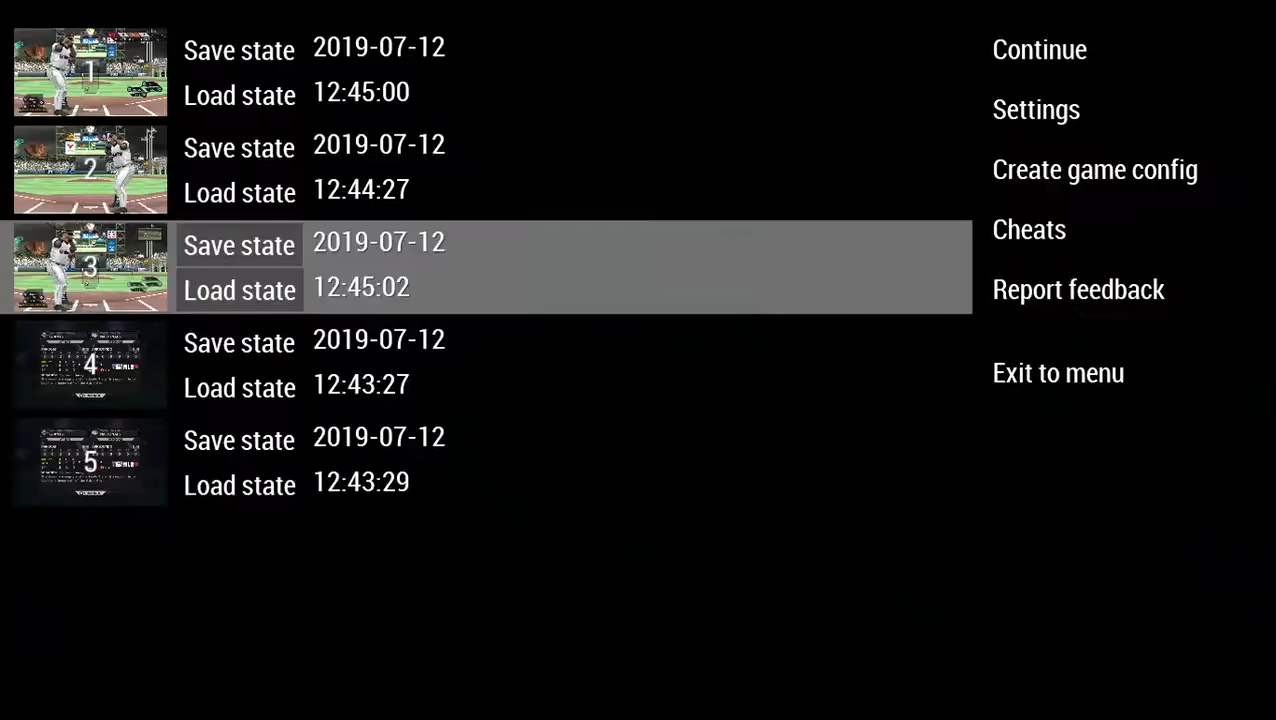 1
Save state 2019-07-12
Load state 12:45:00
2
Save state 2019-07-12
Load state 12:44:27
3
Save state 2019-07-12
Load state 12:45:02
4
Save state 2019-07-12
Load state 12:43:27
5
Save state 2019-07-12
Load state 12:43:29
Continue
Settings
Create game config
Cheats
Report feedback
Exit to menu